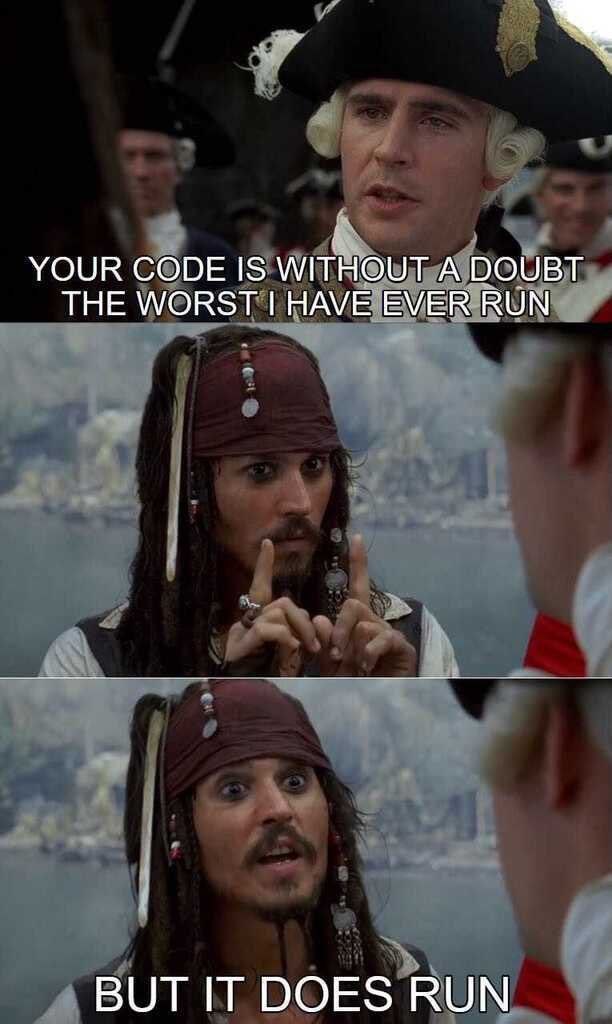 YOUR CODE IS WITHOUT A DOUBT
THE WORST I HAVE EVER RUN
BUT IT DOES RUN